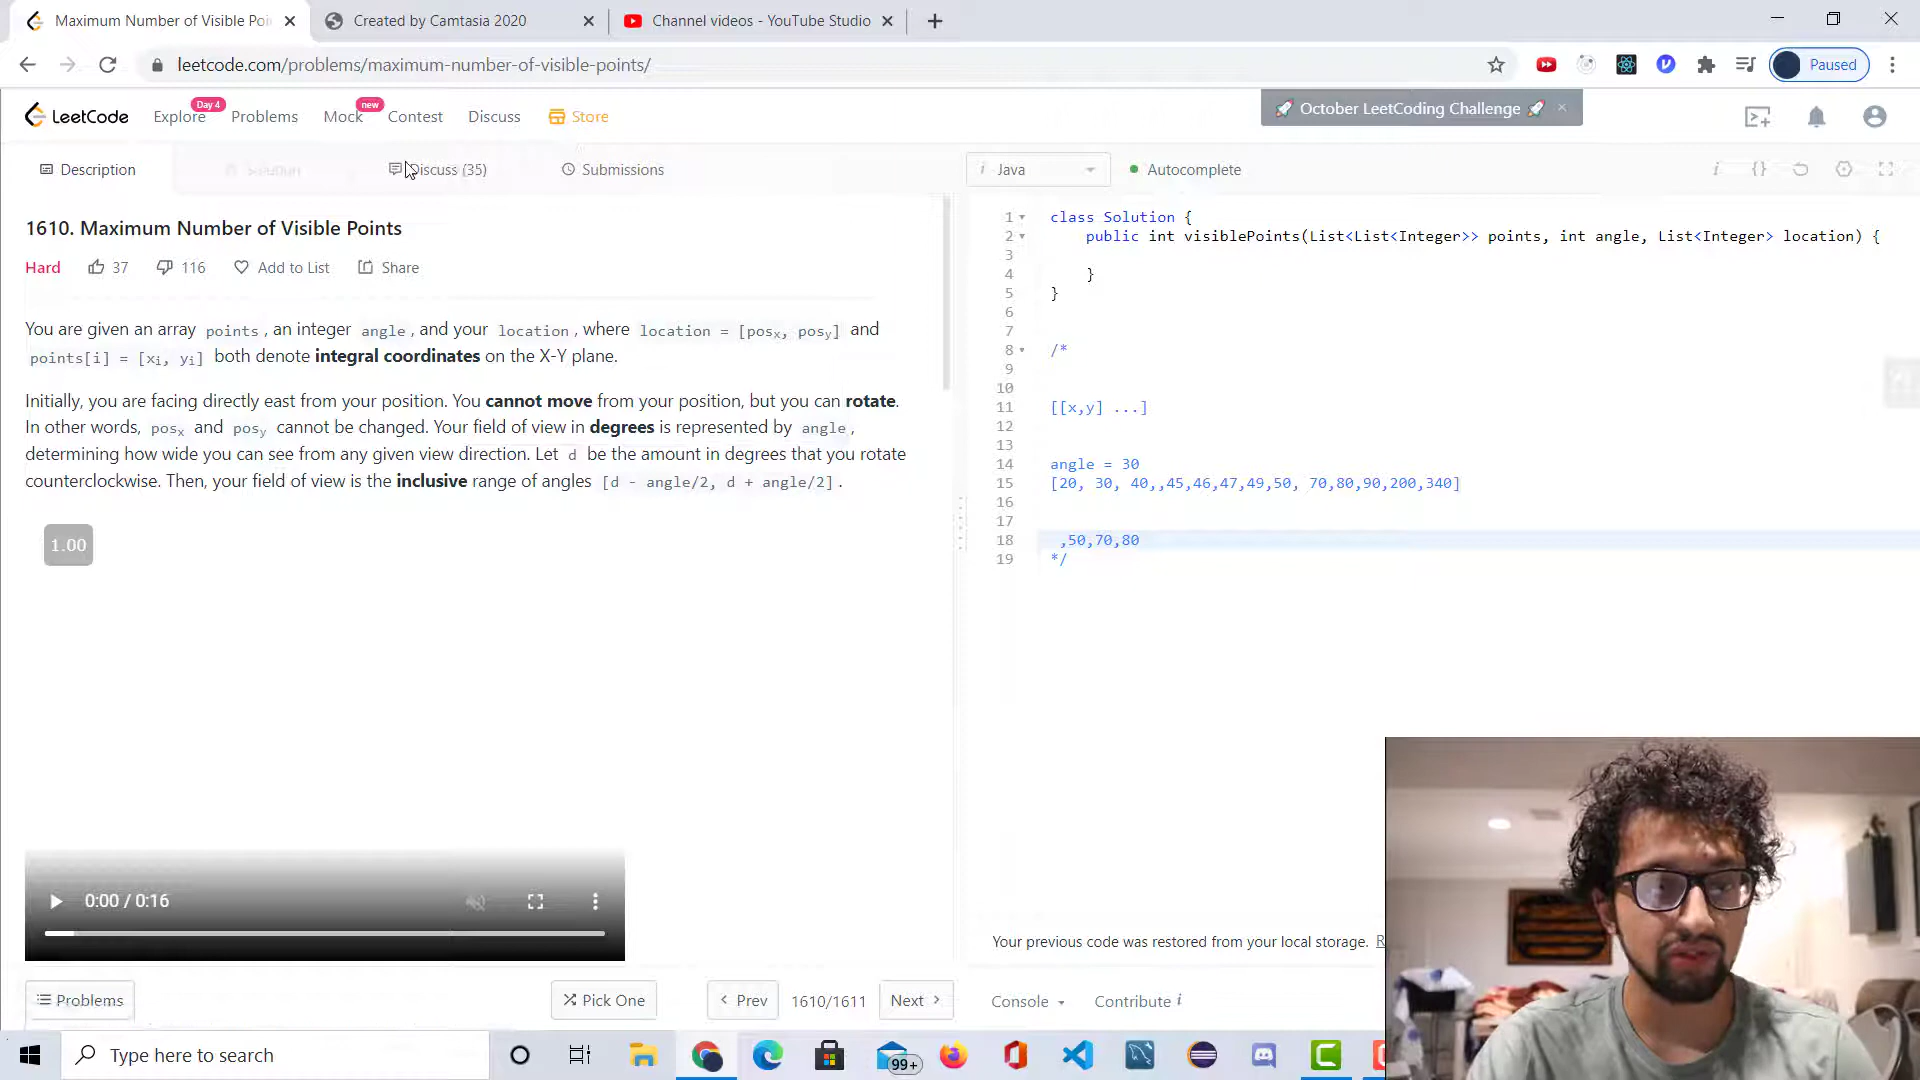 Maximum Number of Visible Poi
Created by Camtasia 2020
Channel videos - YouTube Studio
leetcode.com/problems/maximum-number-of-visible-points/
Paused
LeetCode
Explore
Day 4
Problems
Mock
new
Contest
Discuss
Store
🚀 October LeetCoding Challenge 🚀
Description
Solution
Discuss (35)
Submissions
Java
Autocomplete
1610. Maximum Number of Visible Points
Hard
37
116
Add to List
Share
You are given an array points, an integer angle, and your location, where location = [posx, posy] and
points[i] = [xi, yi] both denote integral coordinates on the X-Y plane.
Initially, you are facing directly east from your position. You cannot move from your position, but you can rotate.
In other words, posx and posy cannot be changed. Your field of view in degrees is represented by angle,
determining how wide you can see from any given view direction. Let d be the amount in degrees that you rotate
counterclockwise. Then, your field of view is the inclusive range of angles [d - angle/2, d + angle/2].
1.00
0:00 / 0:16
1 class Solution {
2 public int visiblePoints(List<List<Integer>> points, int angle, List<Integer> location) {
3
4 }
5 }
6
7
8 /*
9
10
11 [[x,y] ...]
12
13
14 angle = 30
15 [20, 30, 40,,45,46,47,49,50, 70,80,90,200,340]
16
17
18 ,50,70,80
19 */
Your previous code was restored from your local storage. R
Problems
Pick One
Prev
1610/1611
Next
Console
Contribute i
Type here to search
99+